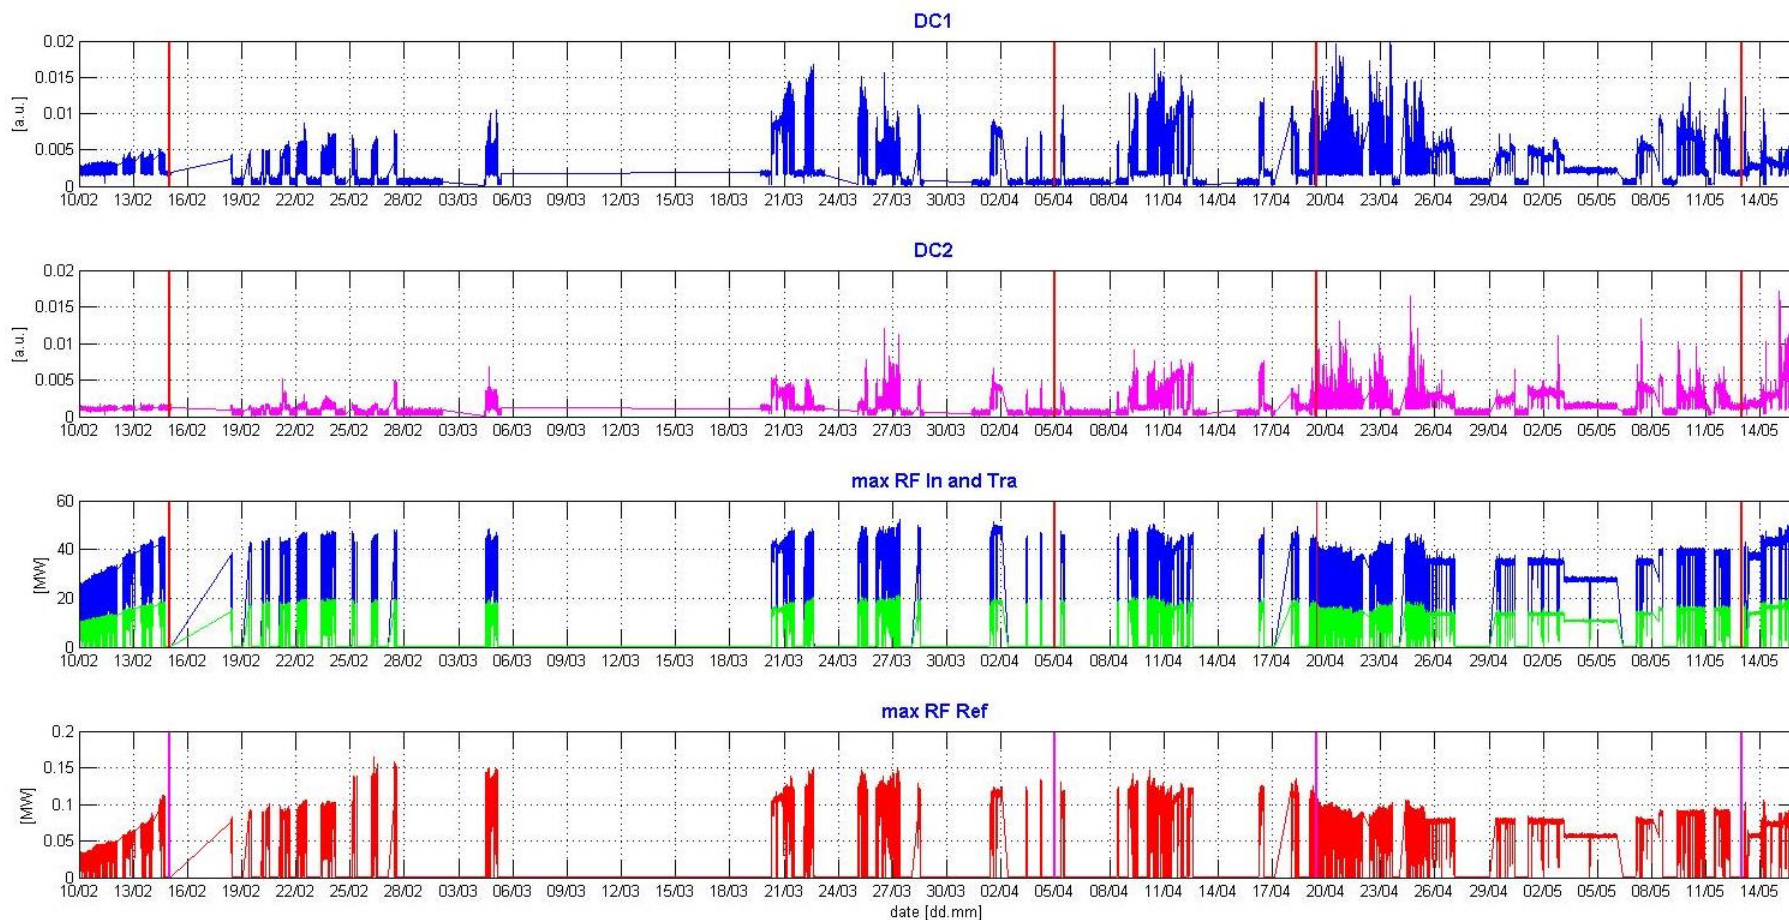 DC1
0.02
0.015
0.01
0.005
0
[a.u.]
10/02 13/02 16/02 19/02 22/02 25/02 28/02 03/03 06/03 09/03 12/03 15/03 18/03 21/03 24/03 27/03 30/03 02/04 05/04 08/04 11/04 14/04 17/04 20/04 23/04 26/04 29/04 02/05 05/05 08/05 11/05 14/05
DC2
0.02
0.015
0.01
0.005
0
[a.u.]
10/02 13/02 16/02 19/02 22/02 25/02 28/02 03/03 06/03 09/03 12/03 15/03 18/03 21/03 24/03 27/03 30/03 02/04 05/04 08/04 11/04 14/04 17/04 20/04 23/04 26/04 29/04 02/05 05/05 08/05 11/05 14/05
max RF In and Tra
60
40
20
0
[MW]
10/02 13/02 16/02 19/02 22/02 25/02 28/02 03/03 06/03 09/03 12/03 15/03 18/03 21/03 24/03 27/03 30/03 02/04 05/04 08/04 11/04 14/04 17/04 20/04 23/04 26/04 29/04 02/05 05/05 08/05 11/05 14/05
max RF Ref
0.2
0.15
0.1
0.05
0
[MW]
10/02 13/02 16/02 19/02 22/02 25/02 28/02 03/03 06/03 09/03 12/03 15/03 18/03 21/03 24/03 27/03 30/03 02/04 05/04 08/04 11/04 14/04 17/04 20/04 23/04 26/04 29/04 02/05 05/05 08/05 11/05 14/05
date [dd.mm]